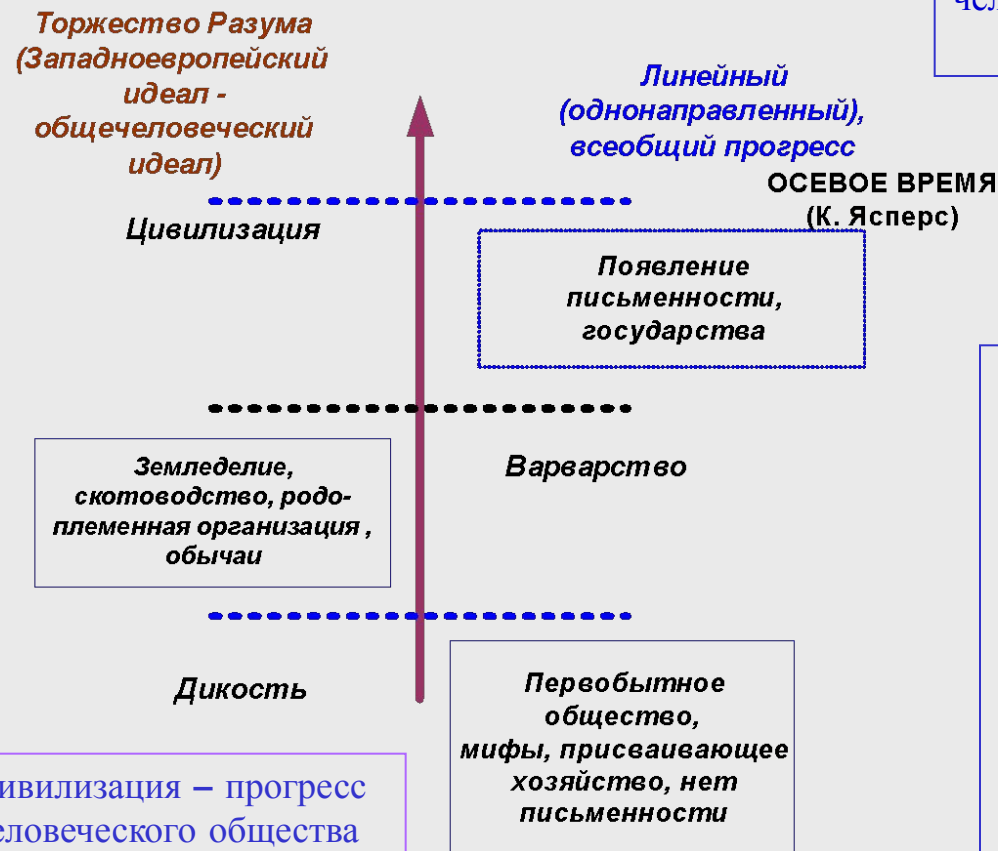 Торжество Разума
(Западноевропейский
идеал -
общечеловеческий
идеал)
Линейный
(однонаправленный),
всеобщий прогресс
ОСЕВОЕ ВРЕМЯ
(К. Ясперс)
Цивилизация
Появление
письменности,
государства
Земледелие,
скотоводство, родо-
племенная организация ,
обычаи
Варварство
Дикость
Первобытное
общество,
мифы, присваивающее
хозяйство, нет
письменности
ивилизация – прогресс
еловеческого общества